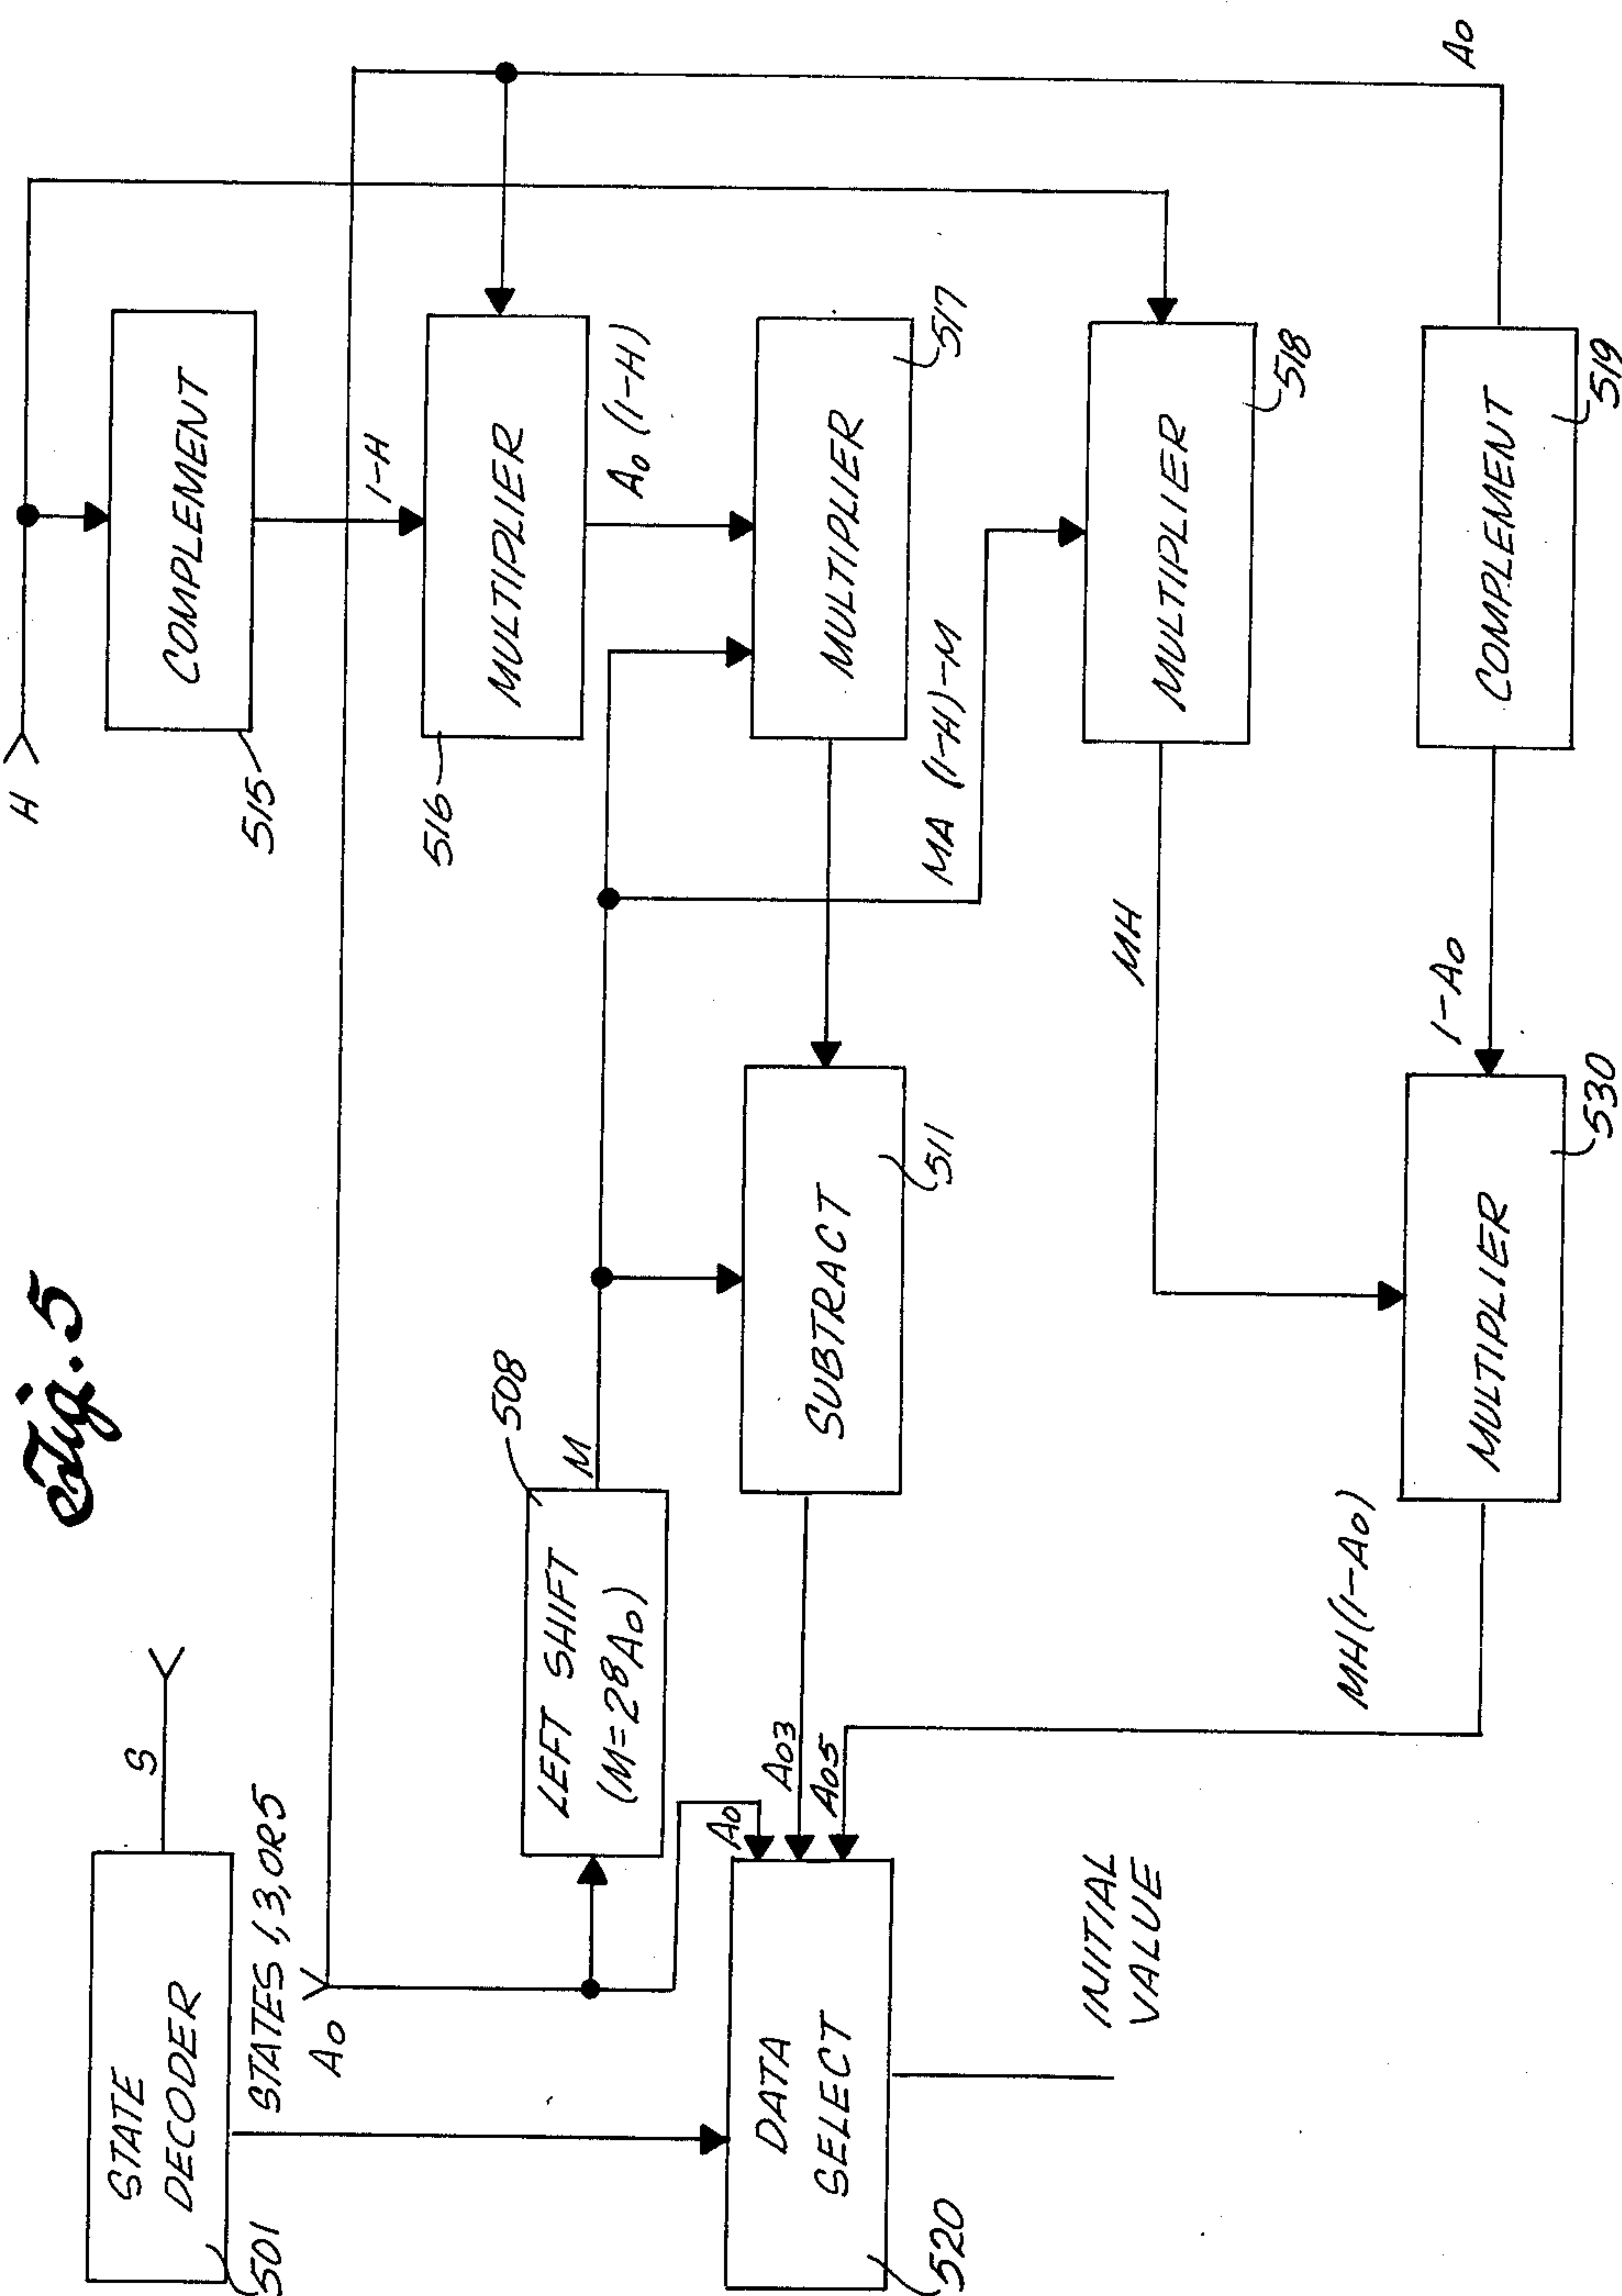 Fig. 5
STATE
DECODER
501
S
STATES 1,3,OR5
A0
DATA
SELECT
520
INITIAL
VALUE
LEFT SHIFT
(M=2⁸A0)
508
M
A0
A03
A05
SUBTRACT
511
MH(1-A0)
MULTIPLIER
530
H
COMPLEMENT
515
1-H
MULTIPLIER
516
A0 (1-H)
MULTIPLIER
517
MA (1-H)-M
MULTIPLIER
518
MH
COMPLEMENT
519
1-A0
A0